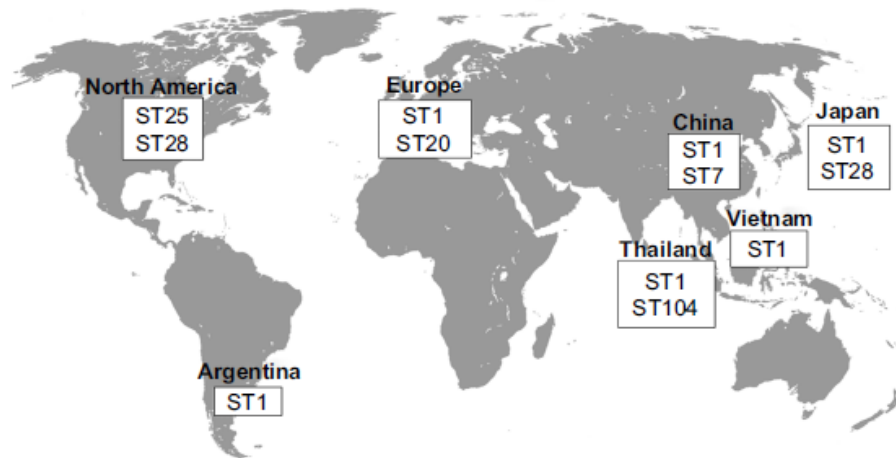 North America
ST25
ST28
Europe
ST1
ST20
China
ST1
ST7
Japan
ST1
ST28
Vietnam
ST1
Thailand
ST1
ST104
Argentina
ST1